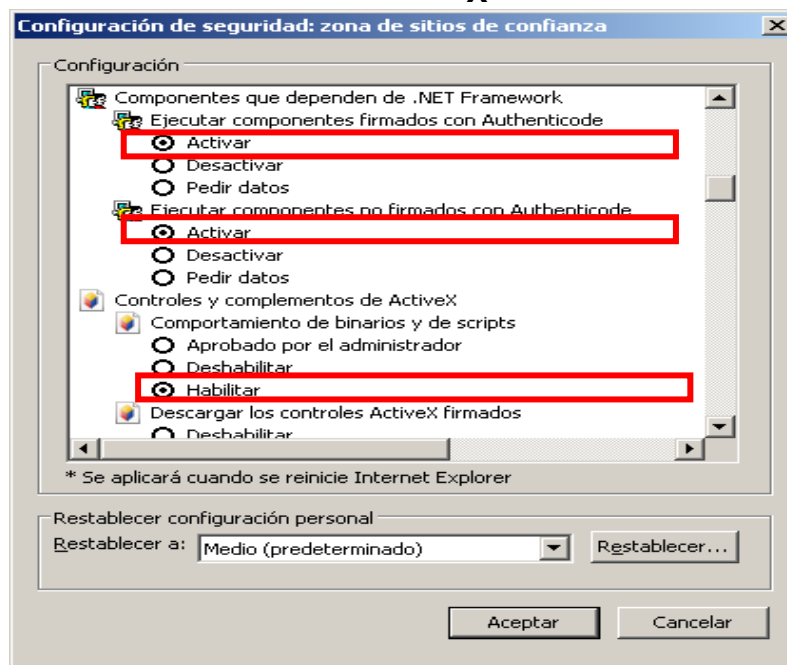 X
Configuración de seguridad: zona de sitios de confianza
Configuración
Componentes que dependen de .NET Framework
Ejecutar componentes firmados con Authenticode
Activar
Desactivar
Pedir datos
Ejecutar componentes no firmados con Authenticode
Activar
Desactivar
Pedir datos
Controles y complementos de ActiveX
Comportamiento de binarios y de scripts
Aprobado por el administrador
Deshabilitar
Habilitar
Descargar los controles ActiveX firmados
Deshabilitar
* Se aplicará cuando se reinicie Internet Explorer
Restablecer configuración personal
Restablecer a: Medio (predeterminado) Restablecer...
Aceptar Cancelar